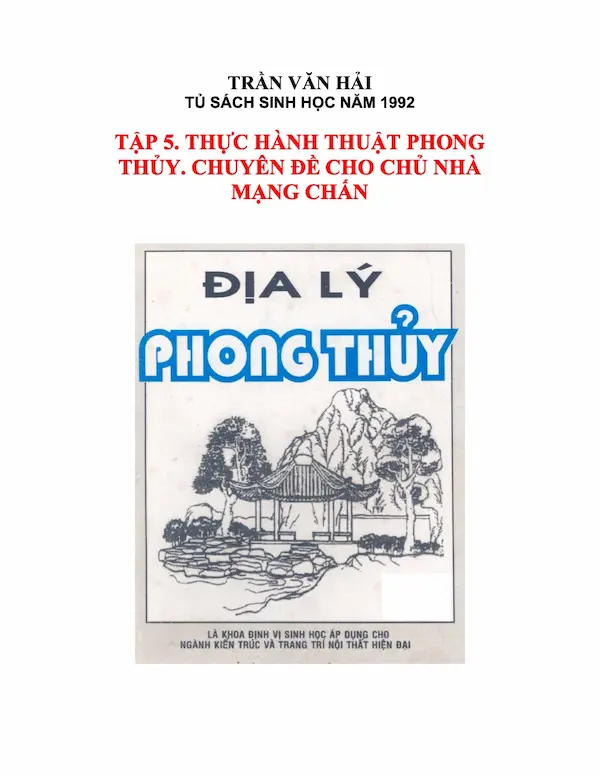 TRẦN VĂN HẢI
TỦ SÁCH SINH HỌC NĂM 1992
TẬP 5. THỰC HÀNH THUẬT PHONG
THỦY. CHUYÊN ĐỀ CHO CHỦ NHÀ
MẠNG CHẤN
ĐỊA LÝ
PHONG THỦY
LÀ KHOA ĐỊNH VỊ SINH HỌC ÁP DỤNG CHO
NGÀNH KIẾN TRÚC VÀ TRANG TRÍ NỘI THẤT HIỆN ĐẠI